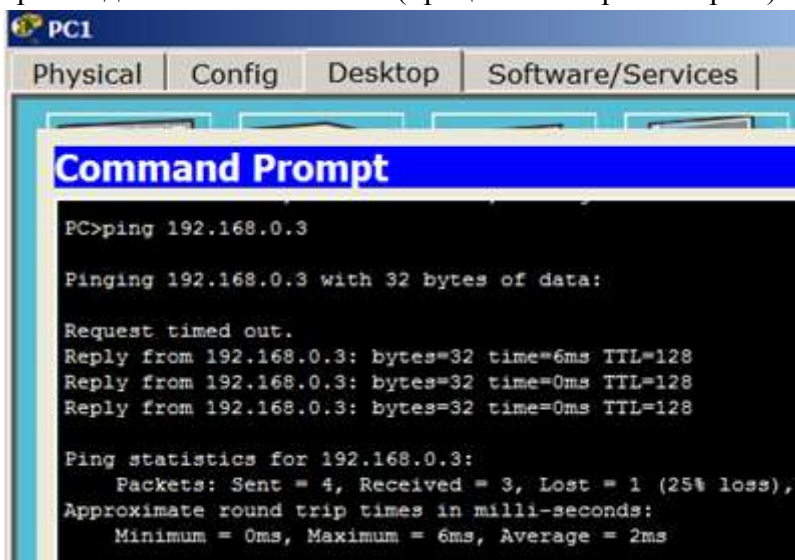 PC1
Physical Config Desktop Software/Services
Command Prompt
PC>ping 192.168.0.3
Pinging 192.168.0.3 with 32 bytes of data:
Request timed out.
Reply from 192.168.0.3: bytes=32 time=6ms TTL=128
Reply from 192.168.0.3: bytes=32 time=0ms TTL=128
Reply from 192.168.0.3: bytes=32 time=0ms TTL=128
Ping statistics for 192.168.0.3:
Packets: Sent = 4, Received = 3, Lost = 1 (25% loss),
Approximate round trip times in milli-seconds:
Minimum = 0ms, Maximum = 6ms, Average = 2ms